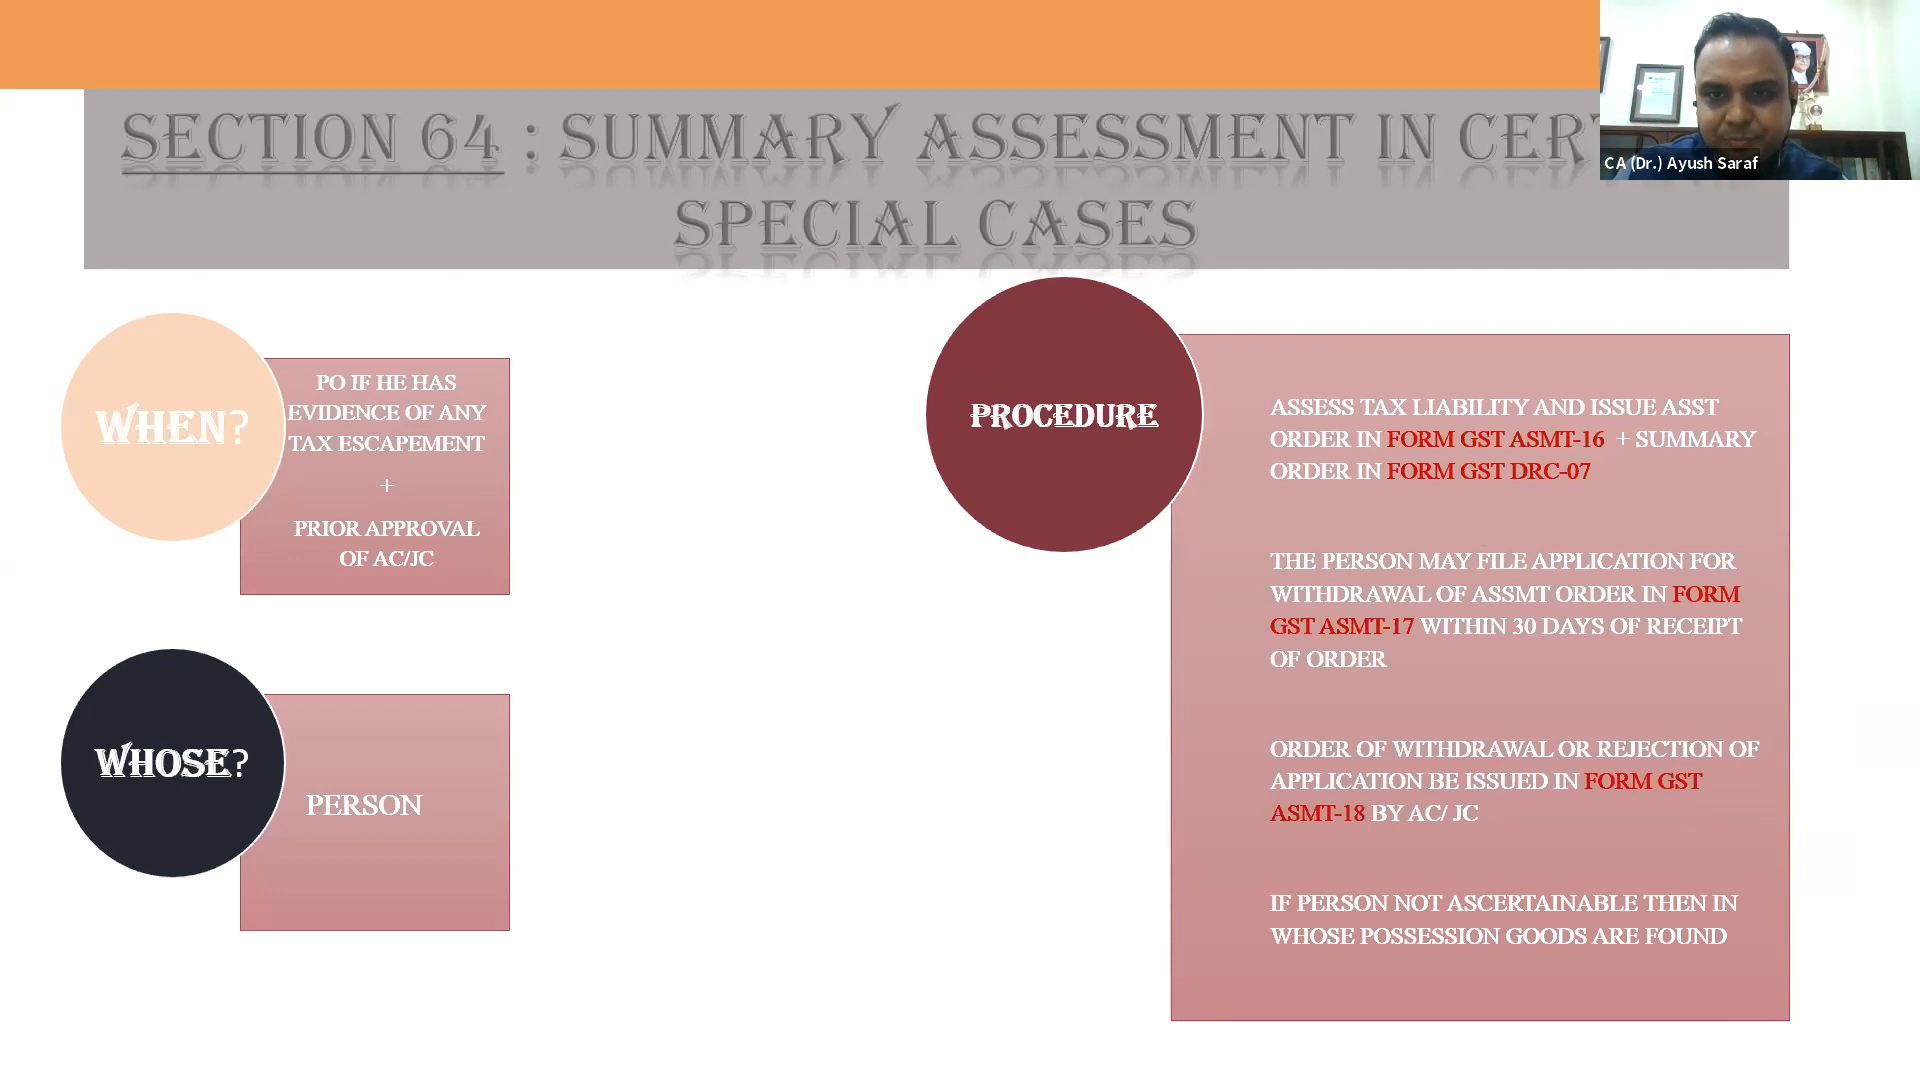 SECTION 64 : SUMMARY ASSESSMENT IN
SPECIAL CASES
CA (Dr.) Ayush Saraf
WHEN?
PO IF HE HAS
EVIDENCE OF ANY
TAX ESCAPEMENT
+
PRIOR APPROVAL
OF AC/JC
WHOSE?
PERSON
PROCEDURE
ASSESS TAX LIABILITY AND ISSUE ASST
ORDER IN FORM GST ASMT-16 + SUMMARY
ORDER IN FORM GST DRC-07
THE PERSON MAY FILE APPLICATION FOR
WITHDRAWAL OF ASSMT ORDER IN FORM
GST ASMT-17 WITHIN 30 DAYS OF RECEIPT
OF ORDER
ORDER OF WITHDRAWAL OR REJECTION OF
APPLICATION BE ISSUED IN FORM GST
ASMT-18 BY AC/ JC
IF PERSON NOT ASCERTAINABLE THEN IN
WHOSE POSSESSION GOODS ARE FOUND